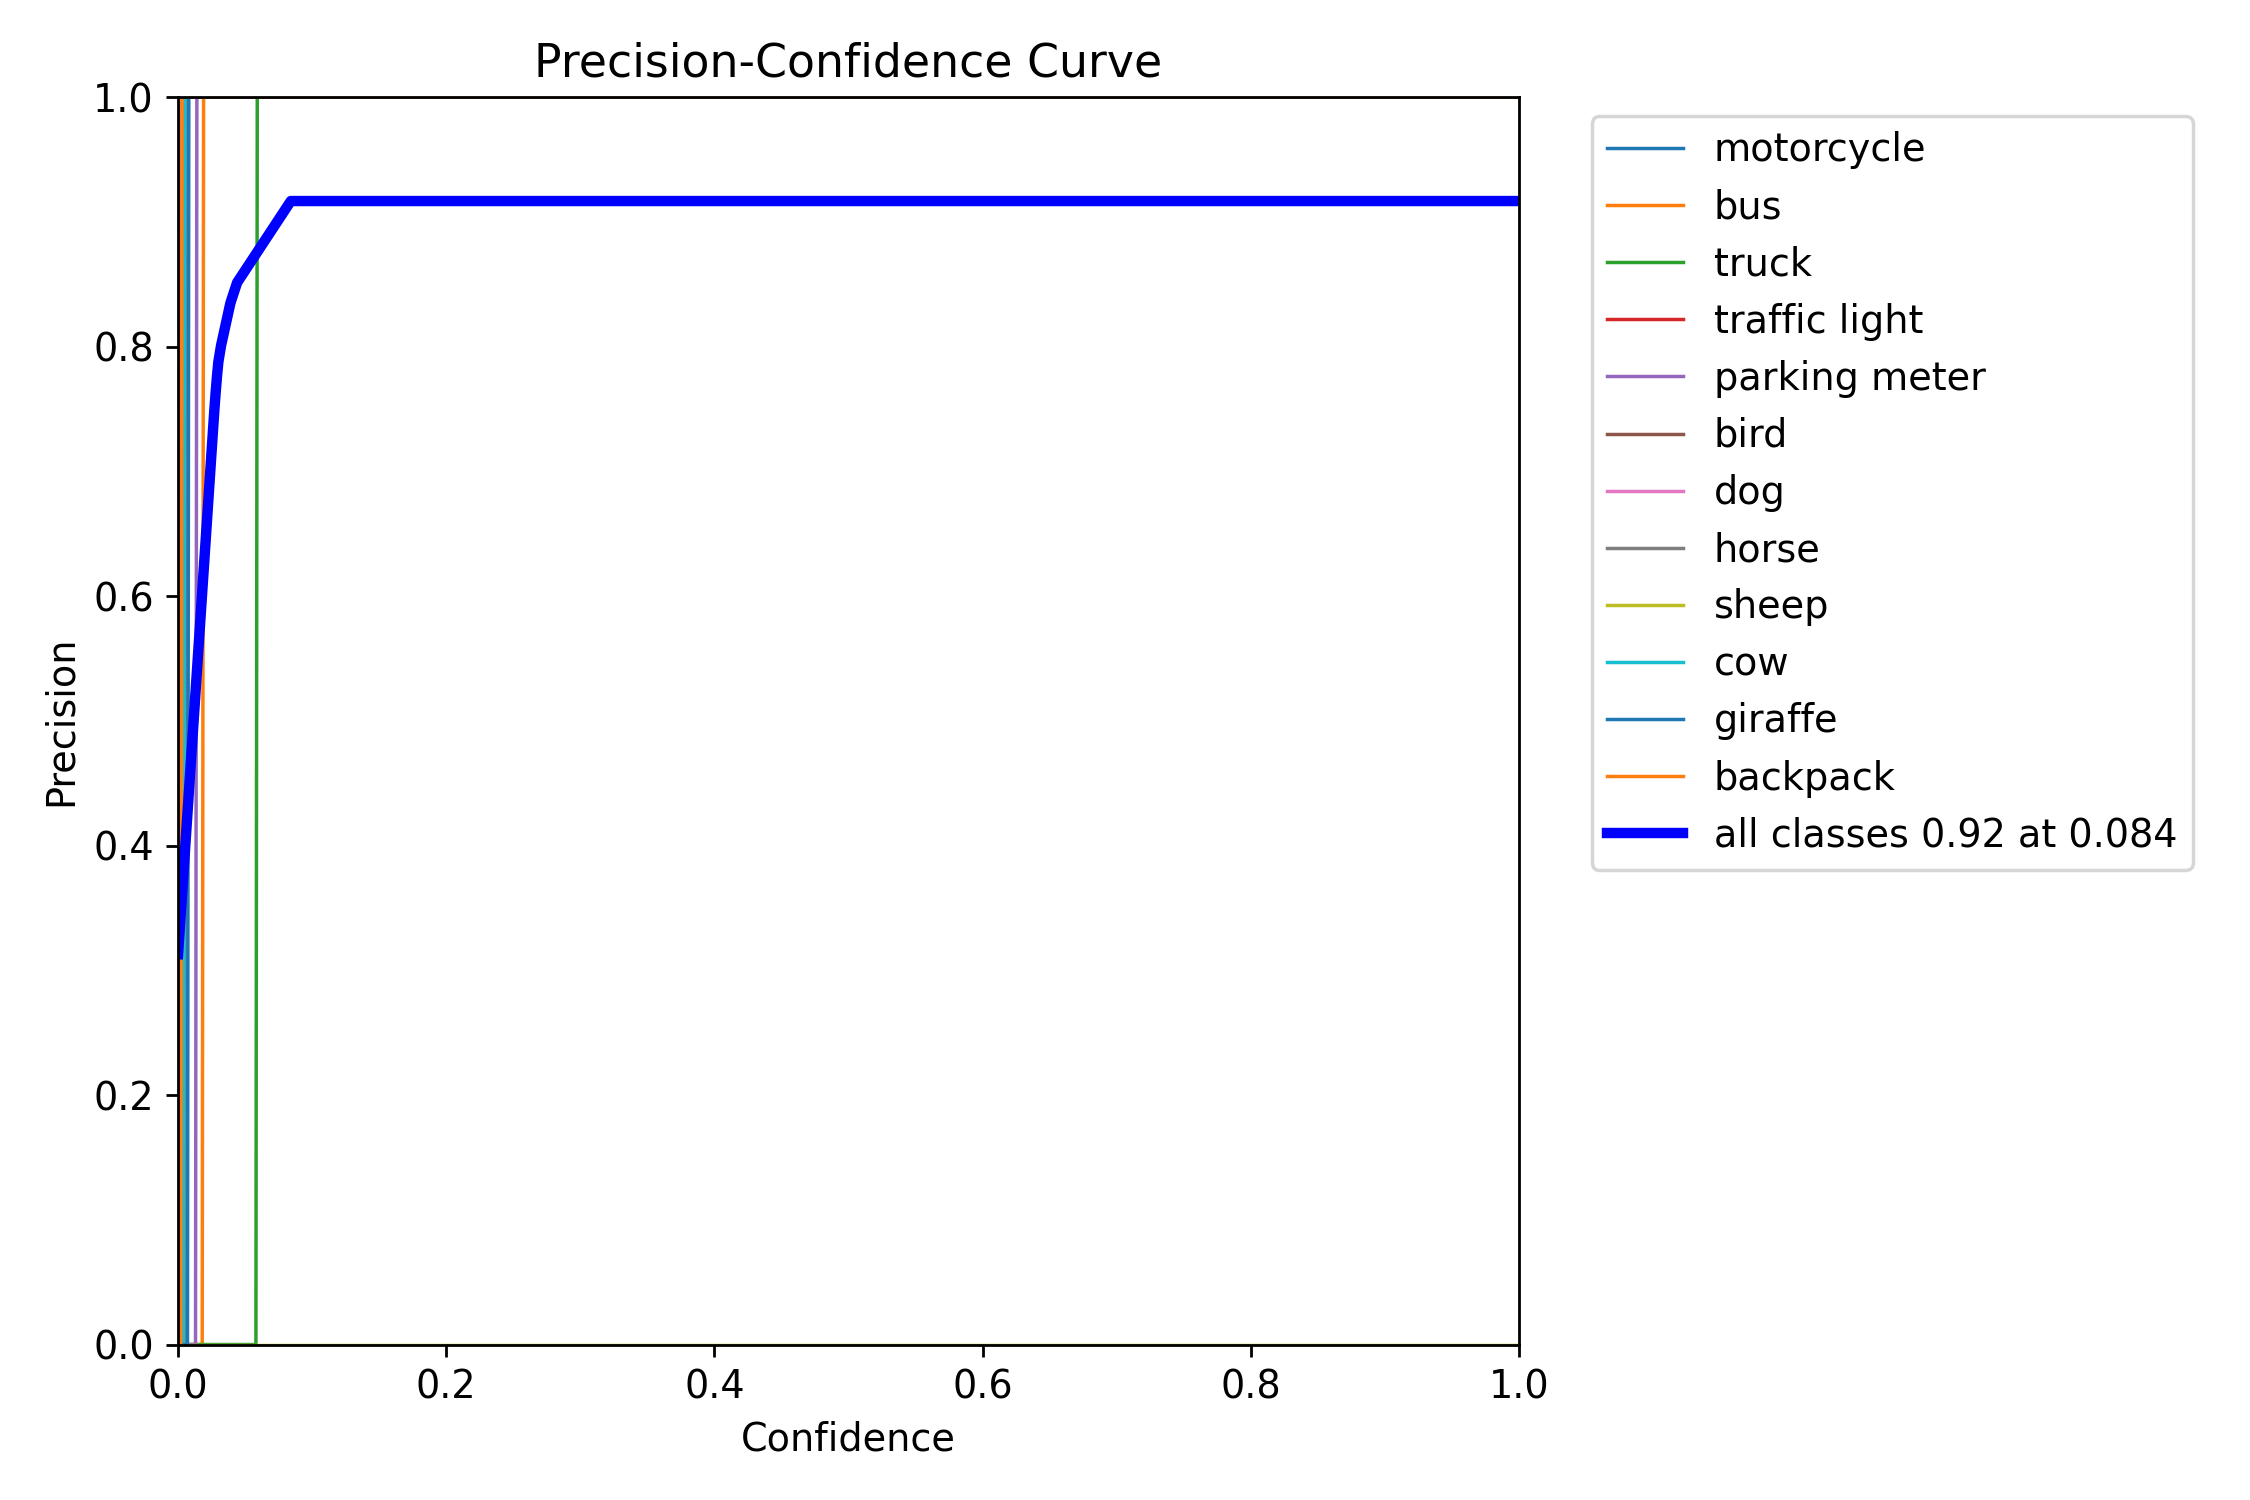 Precision-Confidence Curve
1.0
0.8
0.6
0.4
0.2
0.0
Precision
0.0 0.2 0.4 0.6 0.8 1.0
Confidence
motorcycle
bus
truck
traffic light
parking meter
bird
dog
horse
sheep
cow
giraffe
backpack
all classes 0.92 at 0.084